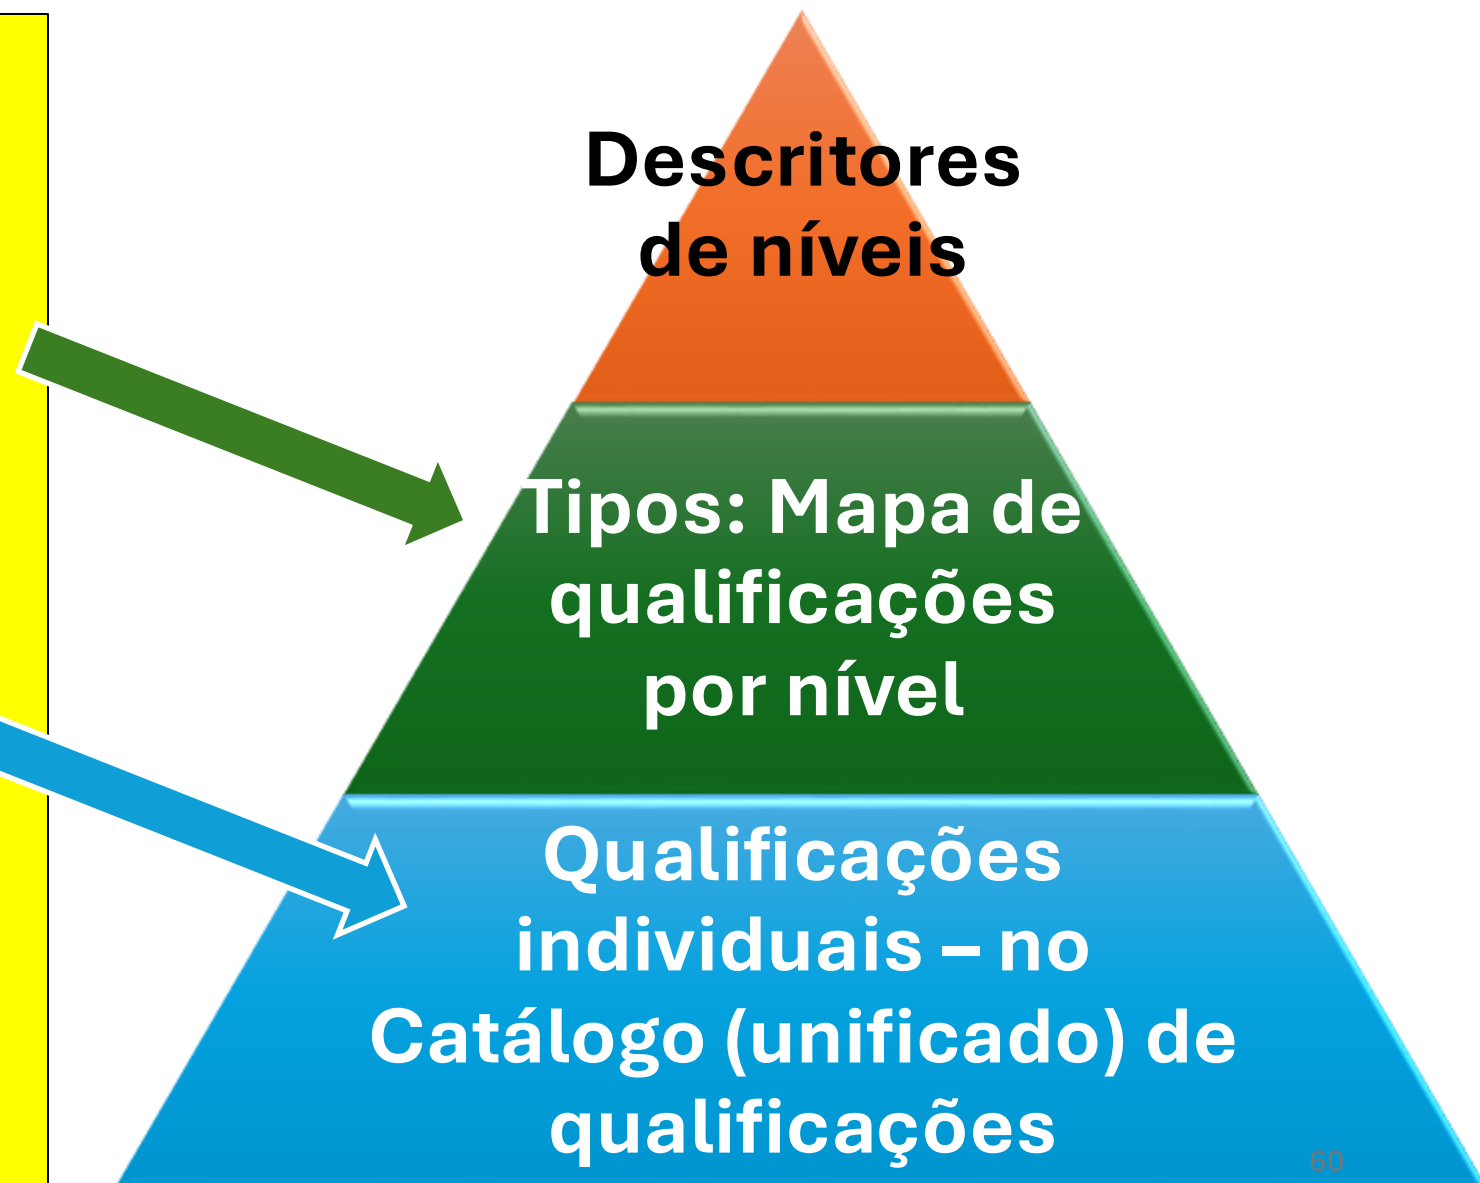 Descritores
de níveis
Tipos: Mapa de
qualificações
por nível
Qualificações
individuais – no
Catálogo (unificado) de
qualificações
60